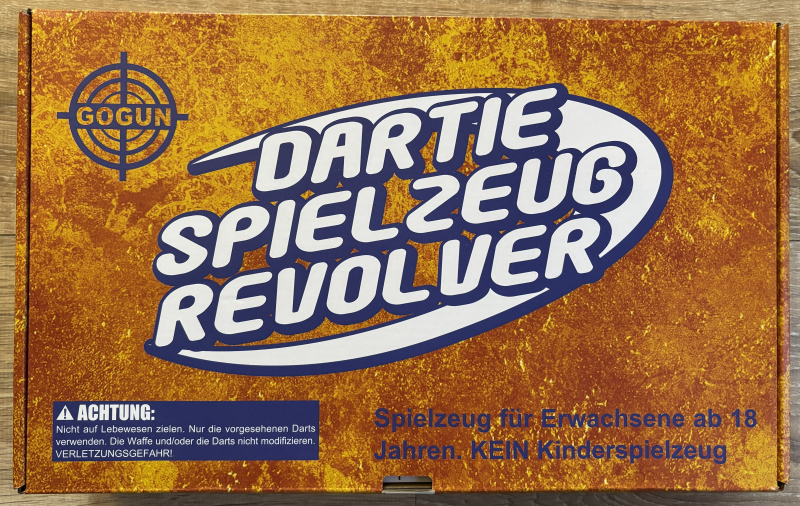 GOGUN
DARTIE
SPIELZEUG
REVOLVER
ACHTUNG:
Nicht auf Lebewesen zielen. Nur die vorgesehenen Darts
verwenden. Die Waffe und/oder die Darts nicht modifizieren.
VERLETZUNGSGEFAHR!
Spielzeug für Erwachsene ab 18
Jahren. KEIN Kinderspielzeug